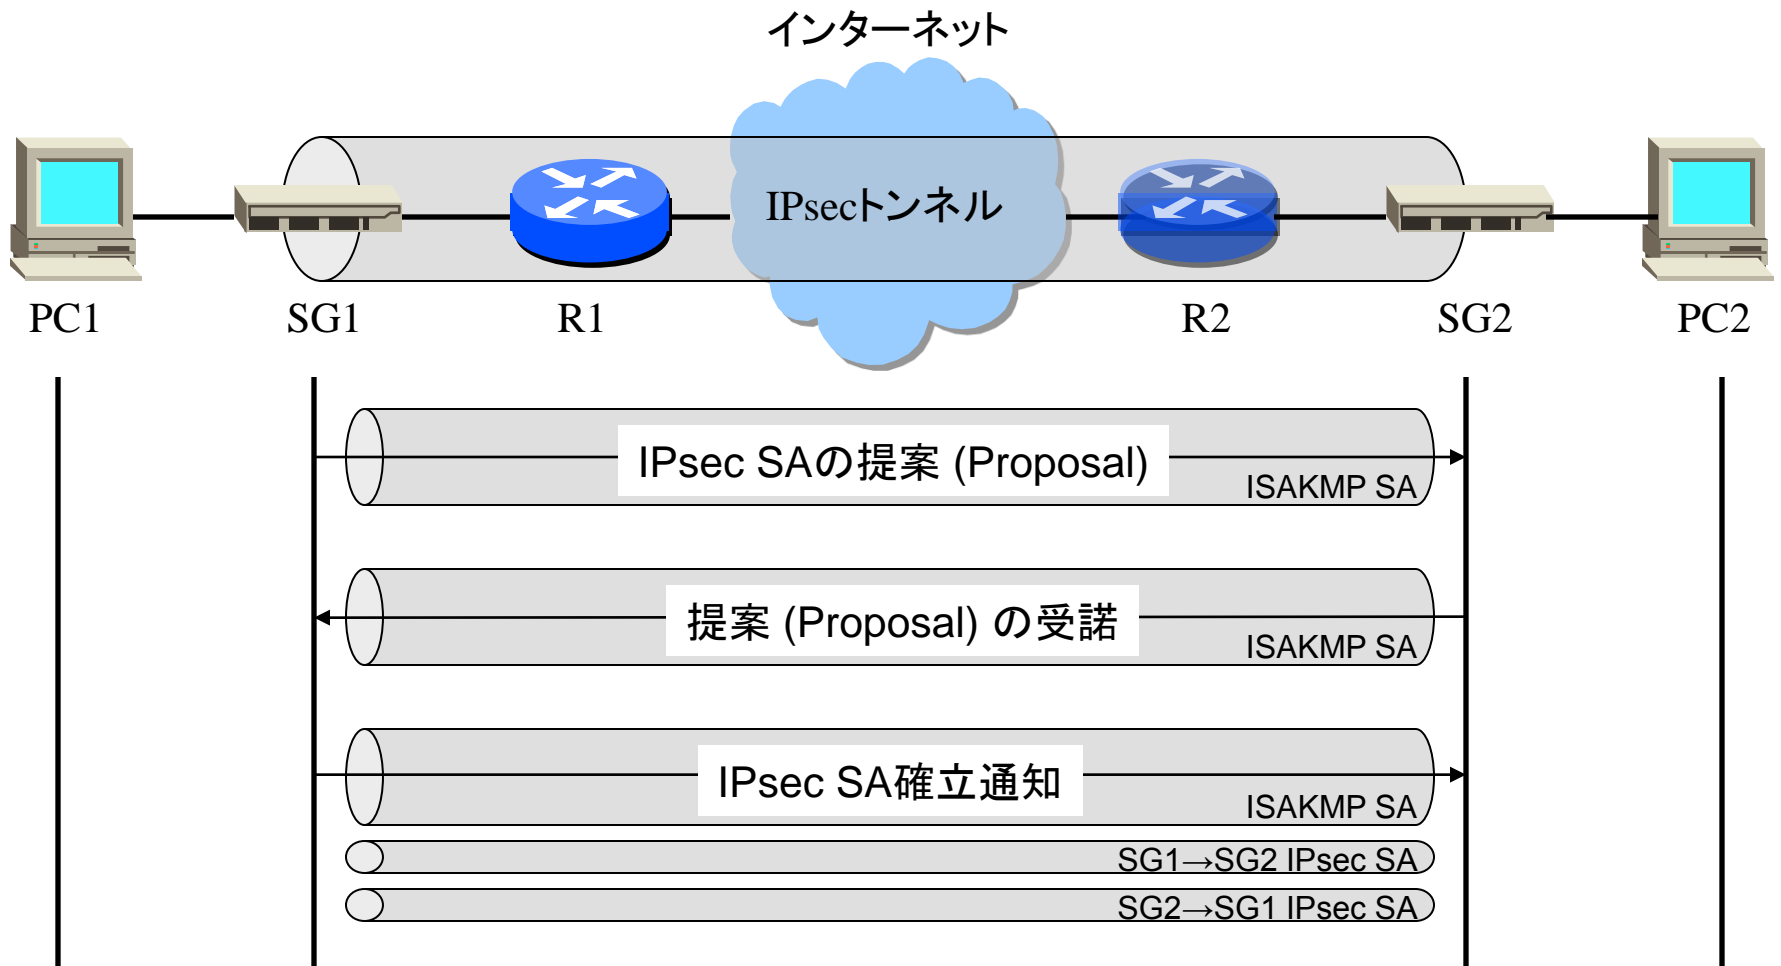 インターネット
IPsecトンネル
PC1
SG1
R1
R2
SG2
PC2
IPsec SAの提案 (Proposal)
ISAKMP SA
提案 (Proposal) の受諾
ISAKMP SA
IPsec SA確立通知
ISAKMP SA
SG1→SG2 IPsec SA
SG2→SG1 IPsec SA